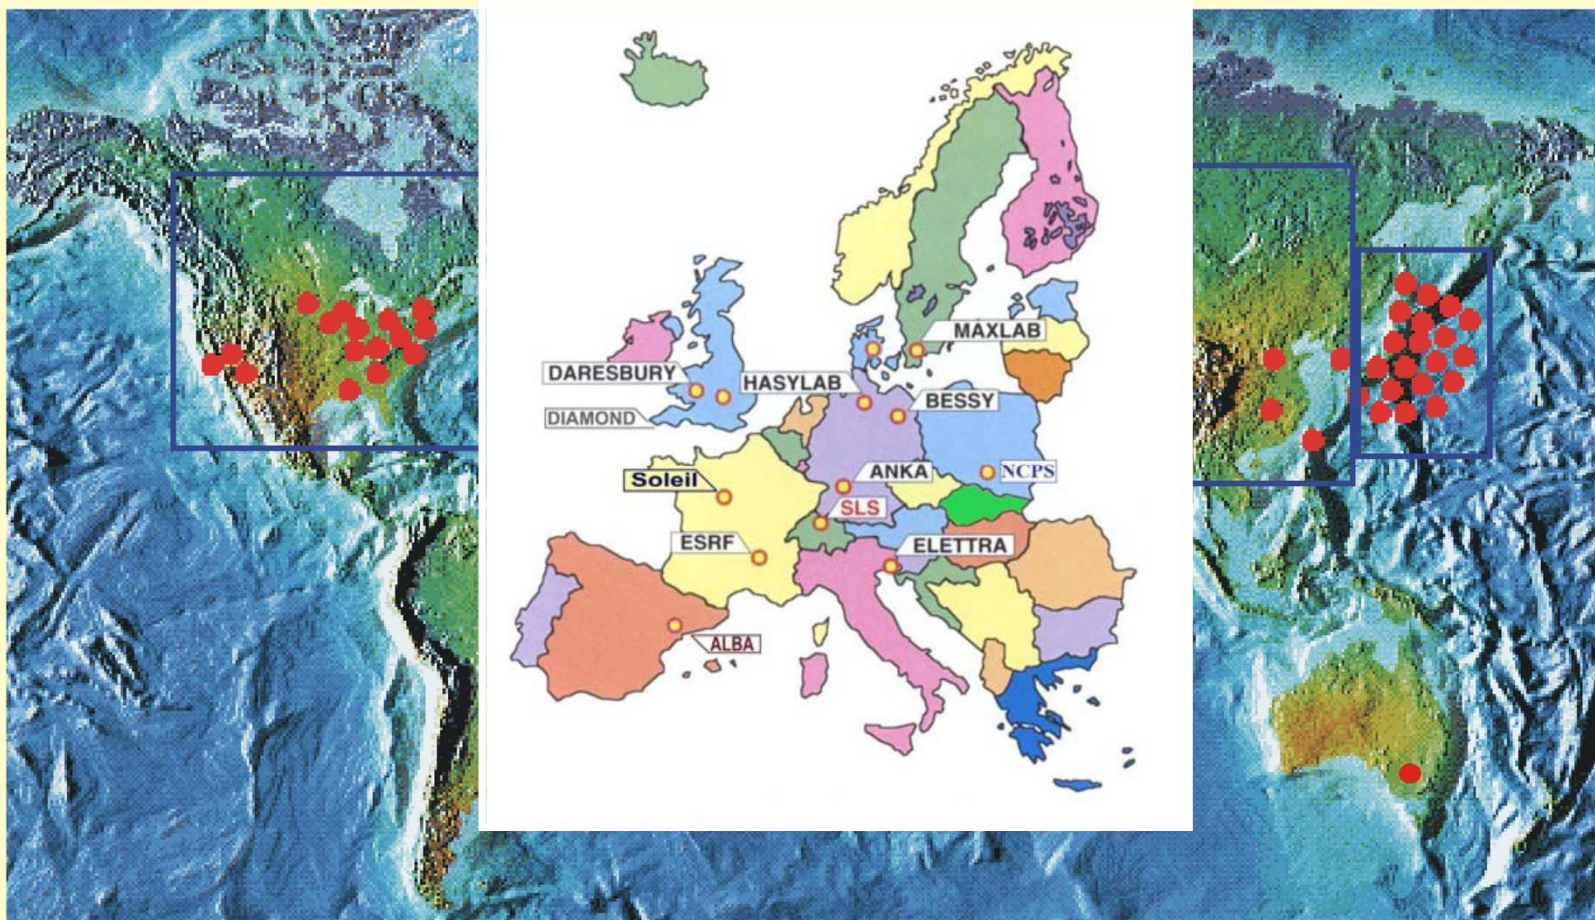 MAXLAB
DARESBURY
HASYLAB
BESSY
DIAMOND
ANKA
NCPS
Soleil
SLS
ESRF
ELETTRA
ALBA